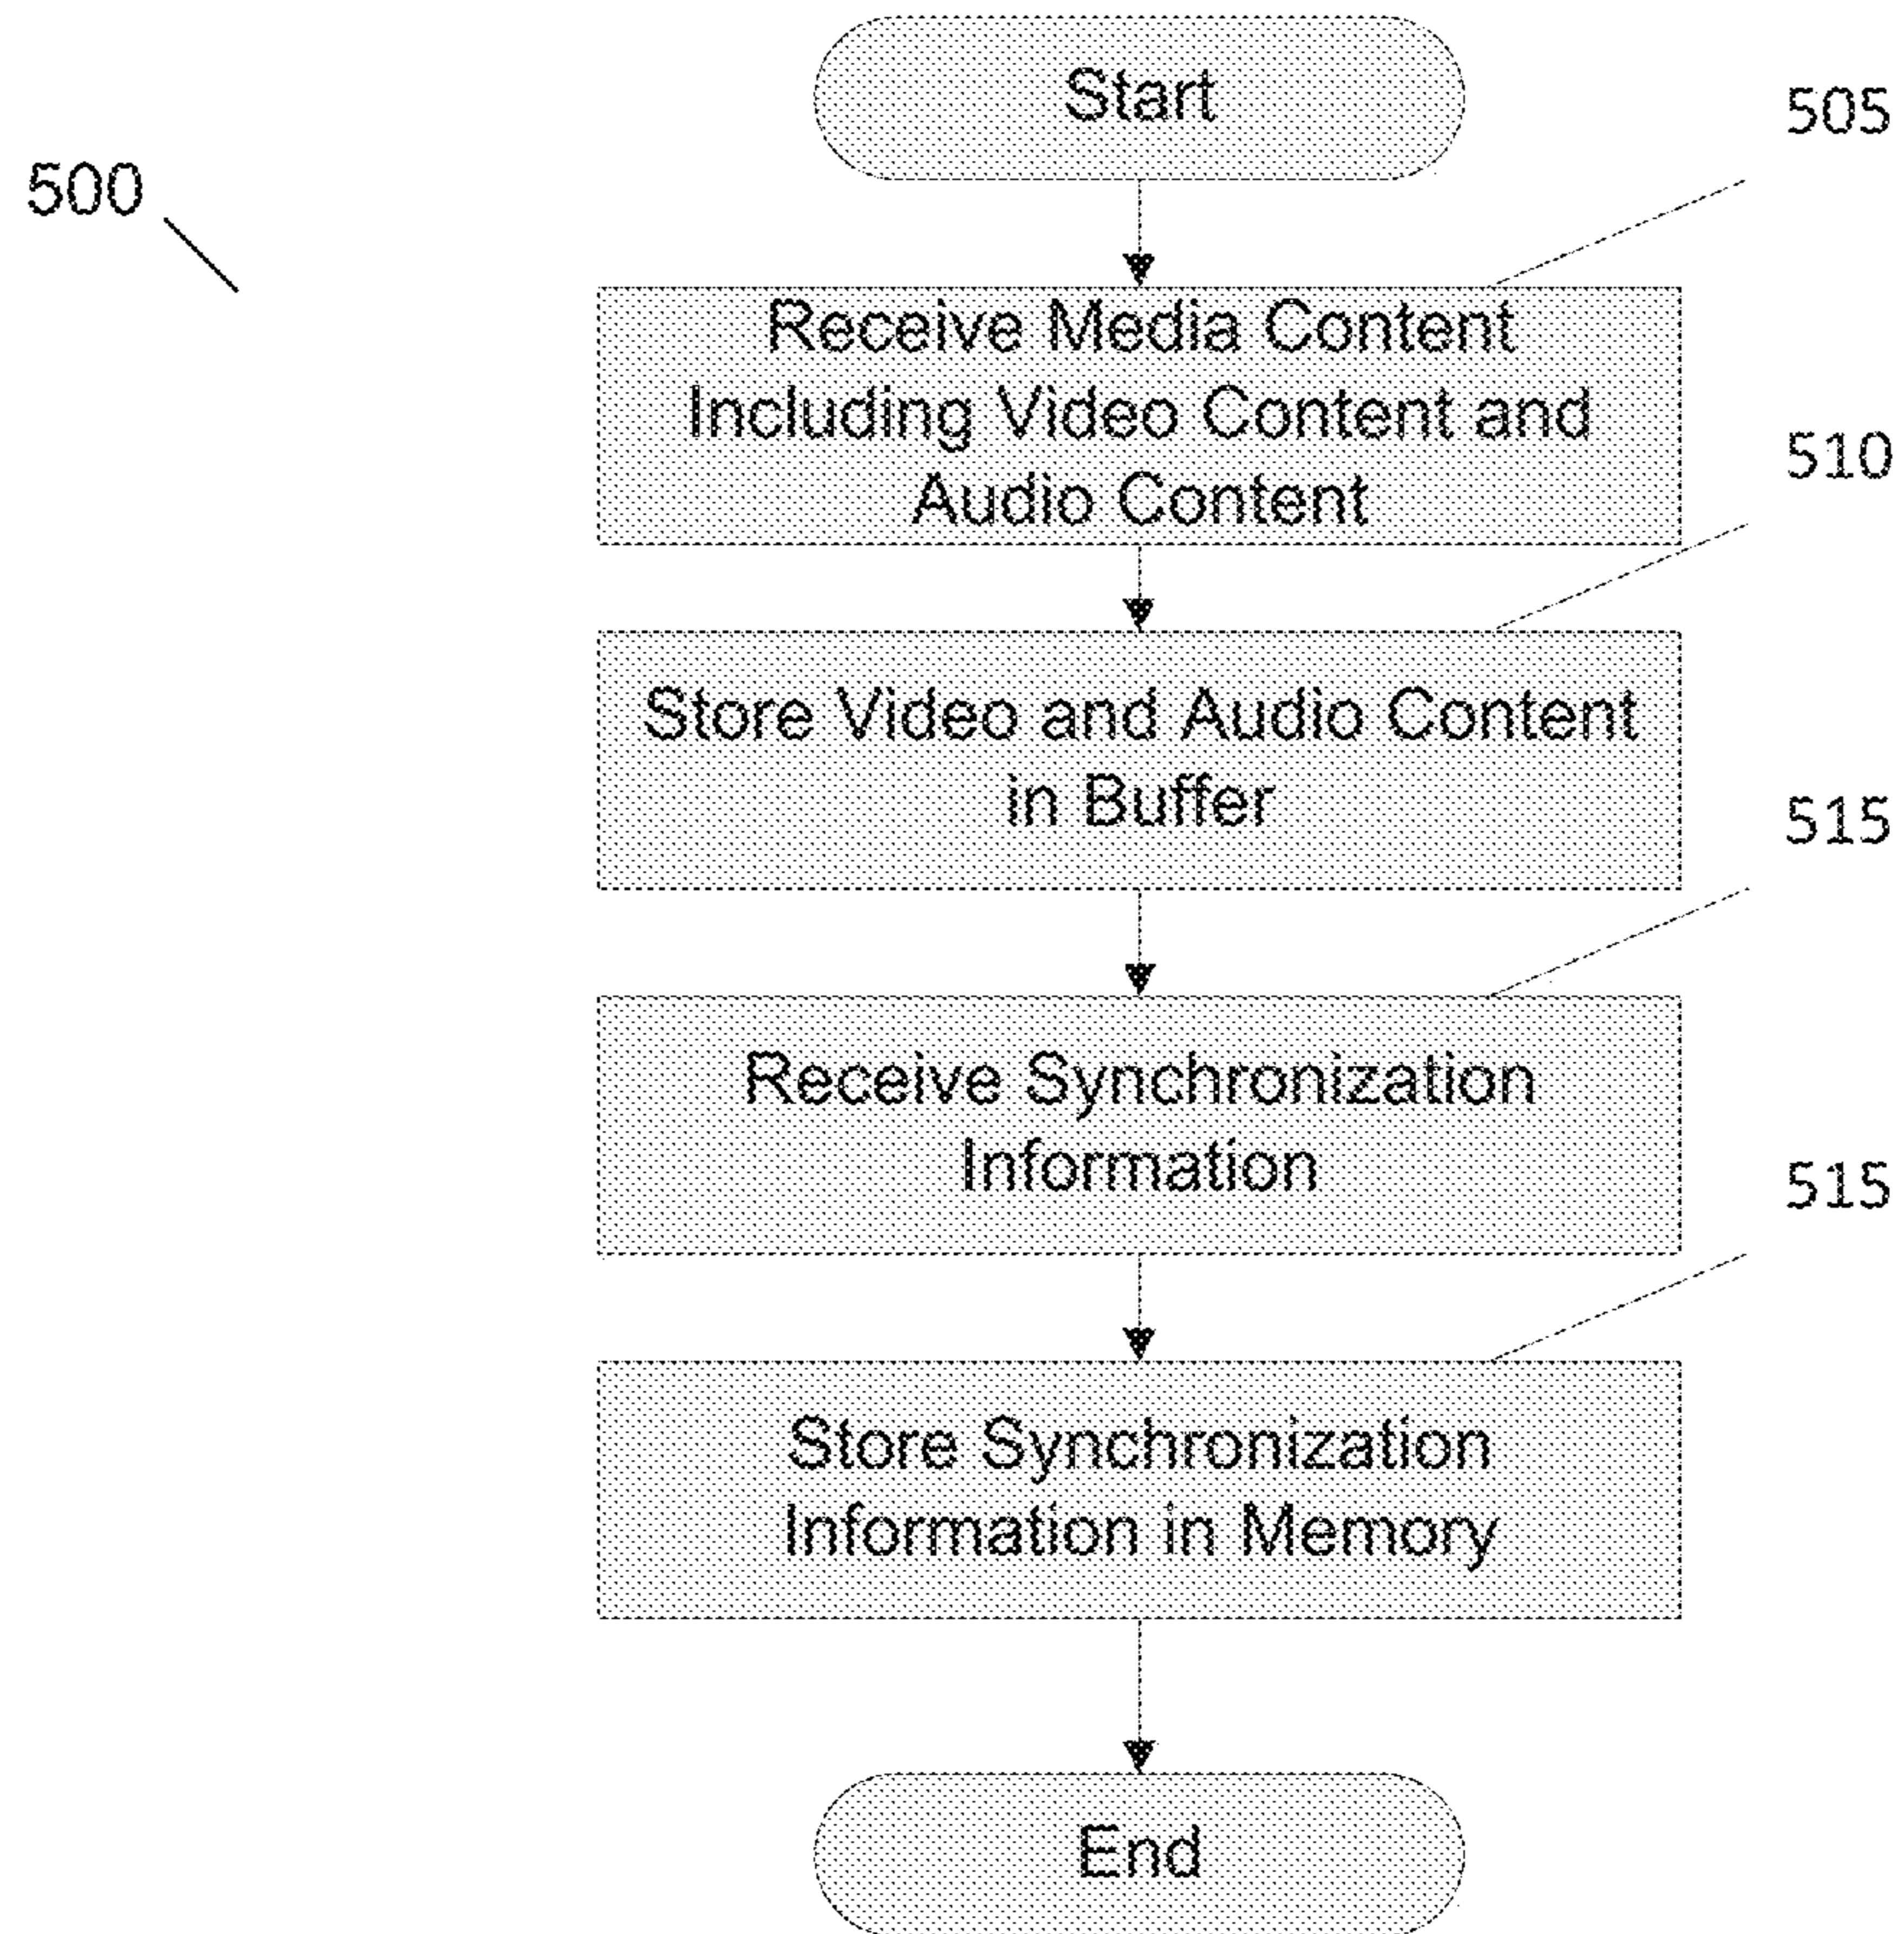 Start
505
500
Receive Media Content
Including Video Content and
Audio Content
510
Store Video and Audio Content
in Buffer
515
Receive Synchronization
Information
515
Store Synchronization
Information in Memory
End